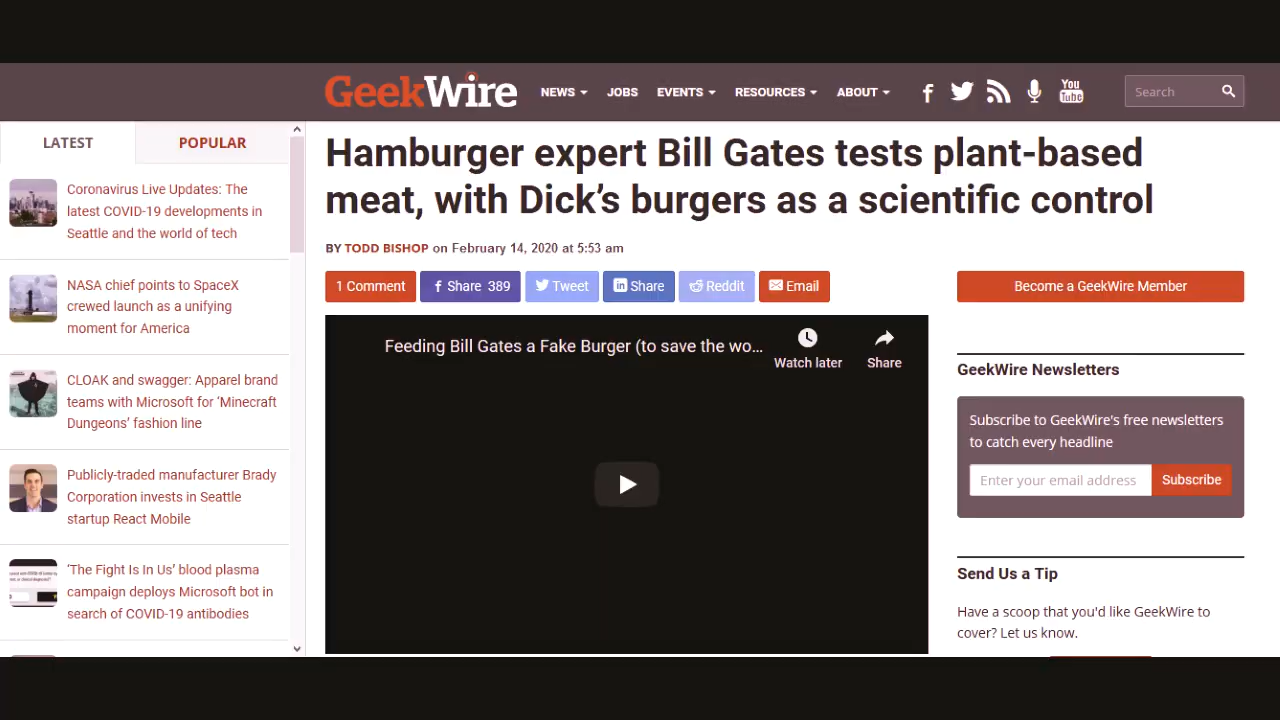 GeekWire
NEWS
JOBS
EVENTS
RESOURCES
ABOUT
You
Tube
Search
LATEST
POPULAR
Coronavirus Live Updates: The
latest COVID-19 developments in
Seattle and the world of tech
NASA chief points to SpaceX
crewed launch as a unifying
moment for America
CLOAK and swagger: Apparel brand
teams with Microsoft for ‘Minecraft
Dungeons’ fashion line
Publicly-traded manufacturer Brady
Corporation invests in Seattle
startup React Mobile
‘The Fight Is In Us’ blood plasma
campaign deploys Microsoft bot in
search of COVID-19 antibodies
Hamburger expert Bill Gates tests plant-based
meat, with Dick’s burgers as a scientific control
BY TODD BISHOP on February 14, 2020 at 5:53 am
1 Comment
Share 389
Tweet
Share
Reddit
Email
Feeding Bill Gates a Fake Burger (to save the wo...
Watch later
Share
Become a GeekWire Member
GeekWire Newsletters
Subscribe to GeekWire's free newsletters
to catch every headline
Enter your email address
Subscribe
Send Us a Tip
Have a scoop that you'd like GeekWire to
cover? Let us know.